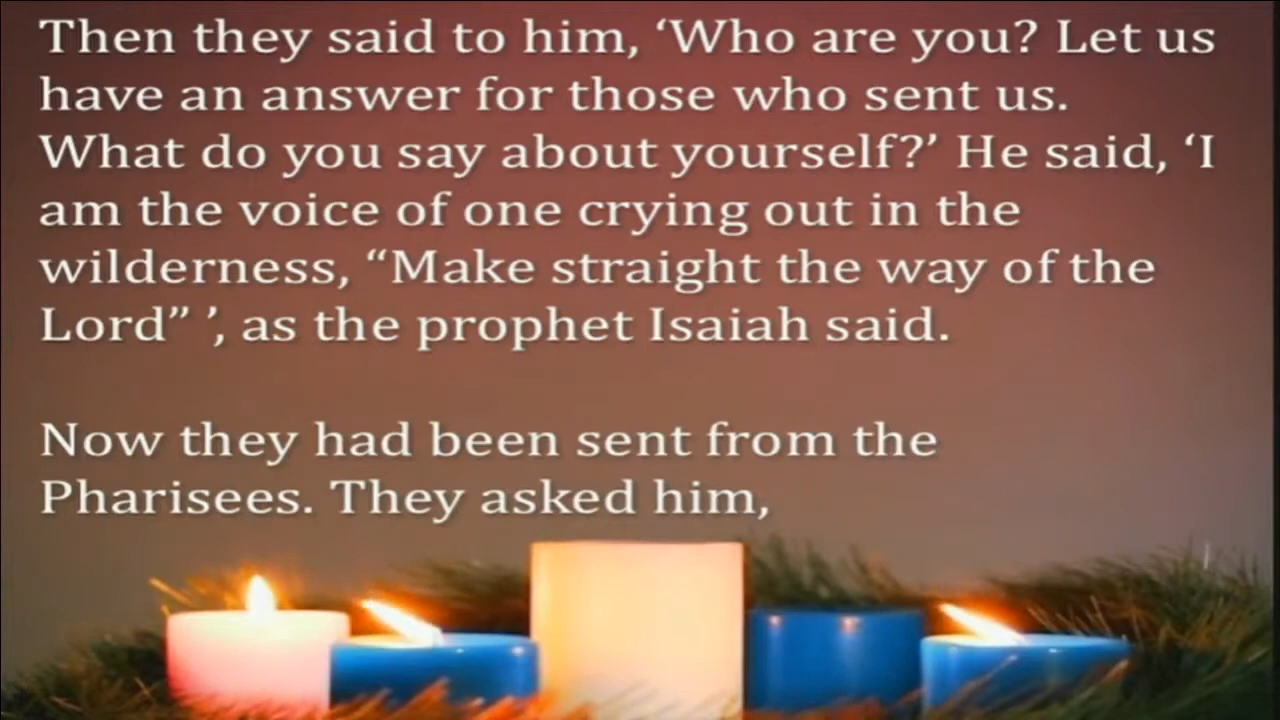 Then they said to him, ‘Who are you? Let us
have an answer for those who sent us.
What do you say about yourself?’ He said, ‘I
am the voice of one crying out in the
wilderness, “Make straight the way of the
Lord” ’, as the prophet Isaiah said.
Now they had been sent from the
Pharisees. They asked him,